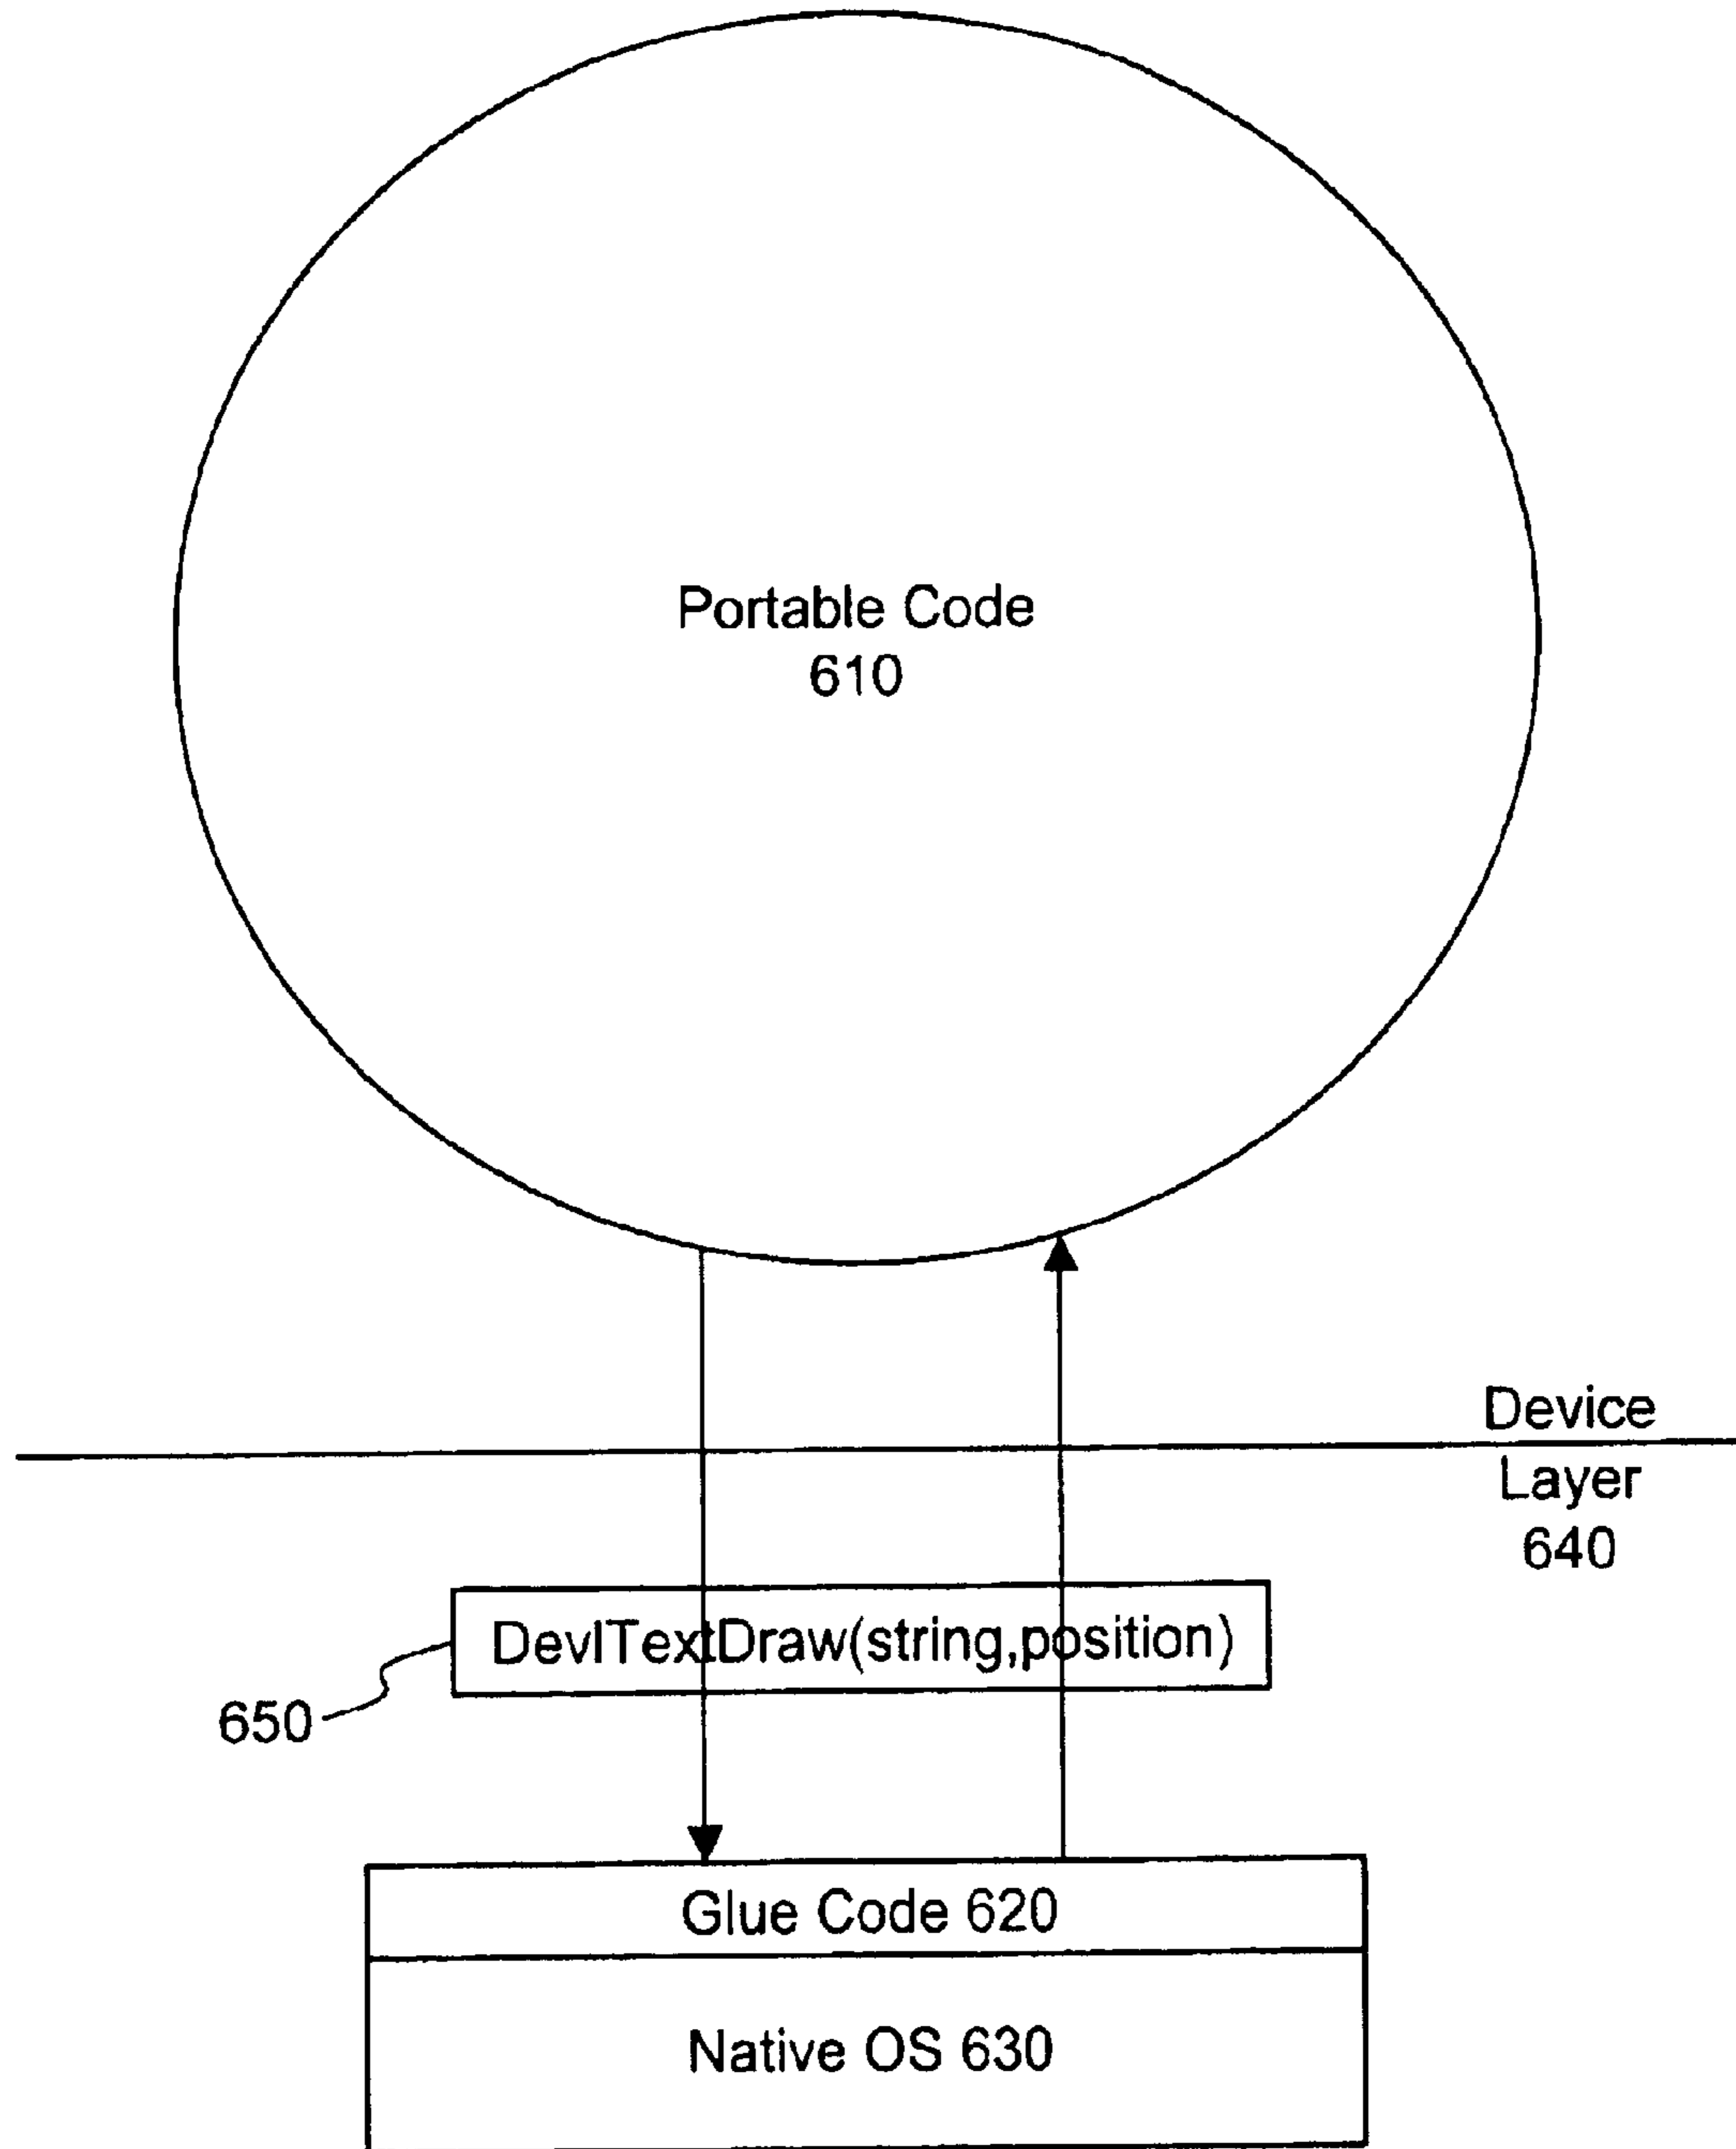 Portable Code
610
Device
Layer
640
DevlTextDraw(string,position)
650
Glue Code 620
Native OS 630